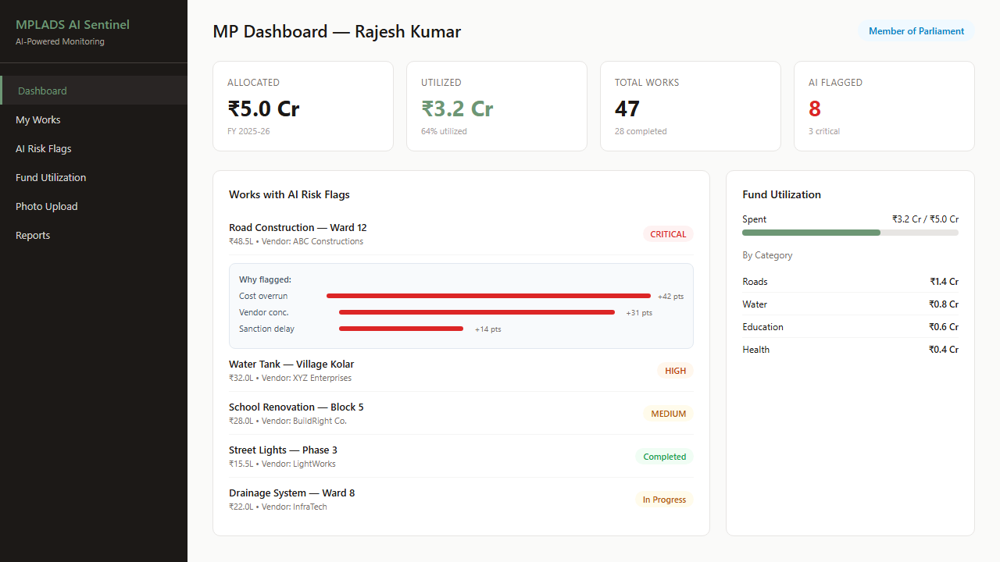 MPLADS AI Sentinel
AI-Powered Monitoring
Dashboard
My Works
AI Risk Flags
Fund Utilization
Photo Upload
Reports
MP Dashboard — Rajesh Kumar
Member of Parliament
ALLOCATED
₹5.0 Cr
FY 2025-26
UTILIZED
₹3.2 Cr
64% utilized
TOTAL WORKS
47
28 completed
AI FLAGGED
8
3 critical
Works with AI Risk Flags
Road Construction — Ward 12
₹48.5L • Vendor: ABC Constructions
CRITICAL
Why flagged:
Cost overrun +42 pts
Vendor conc. +31 pts
Sanction delay +14 pts
Water Tank — Village Kolar
₹32.0L • Vendor: XYZ Enterprises
HIGH
School Renovation — Block 5
₹28.0L • Vendor: BuildRight Co.
MEDIUM
Street Lights — Phase 3
₹15.5L • Vendor: LightWorks
Completed
Drainage System — Ward 8
₹22.0L • Vendor: InfraTech
In Progress
Fund Utilization
Spent ₹3.2 Cr / ₹5.0 Cr
By Category
Roads ₹1.4 Cr
Water ₹0.8 Cr
Education ₹0.6 Cr
Health ₹0.4 Cr